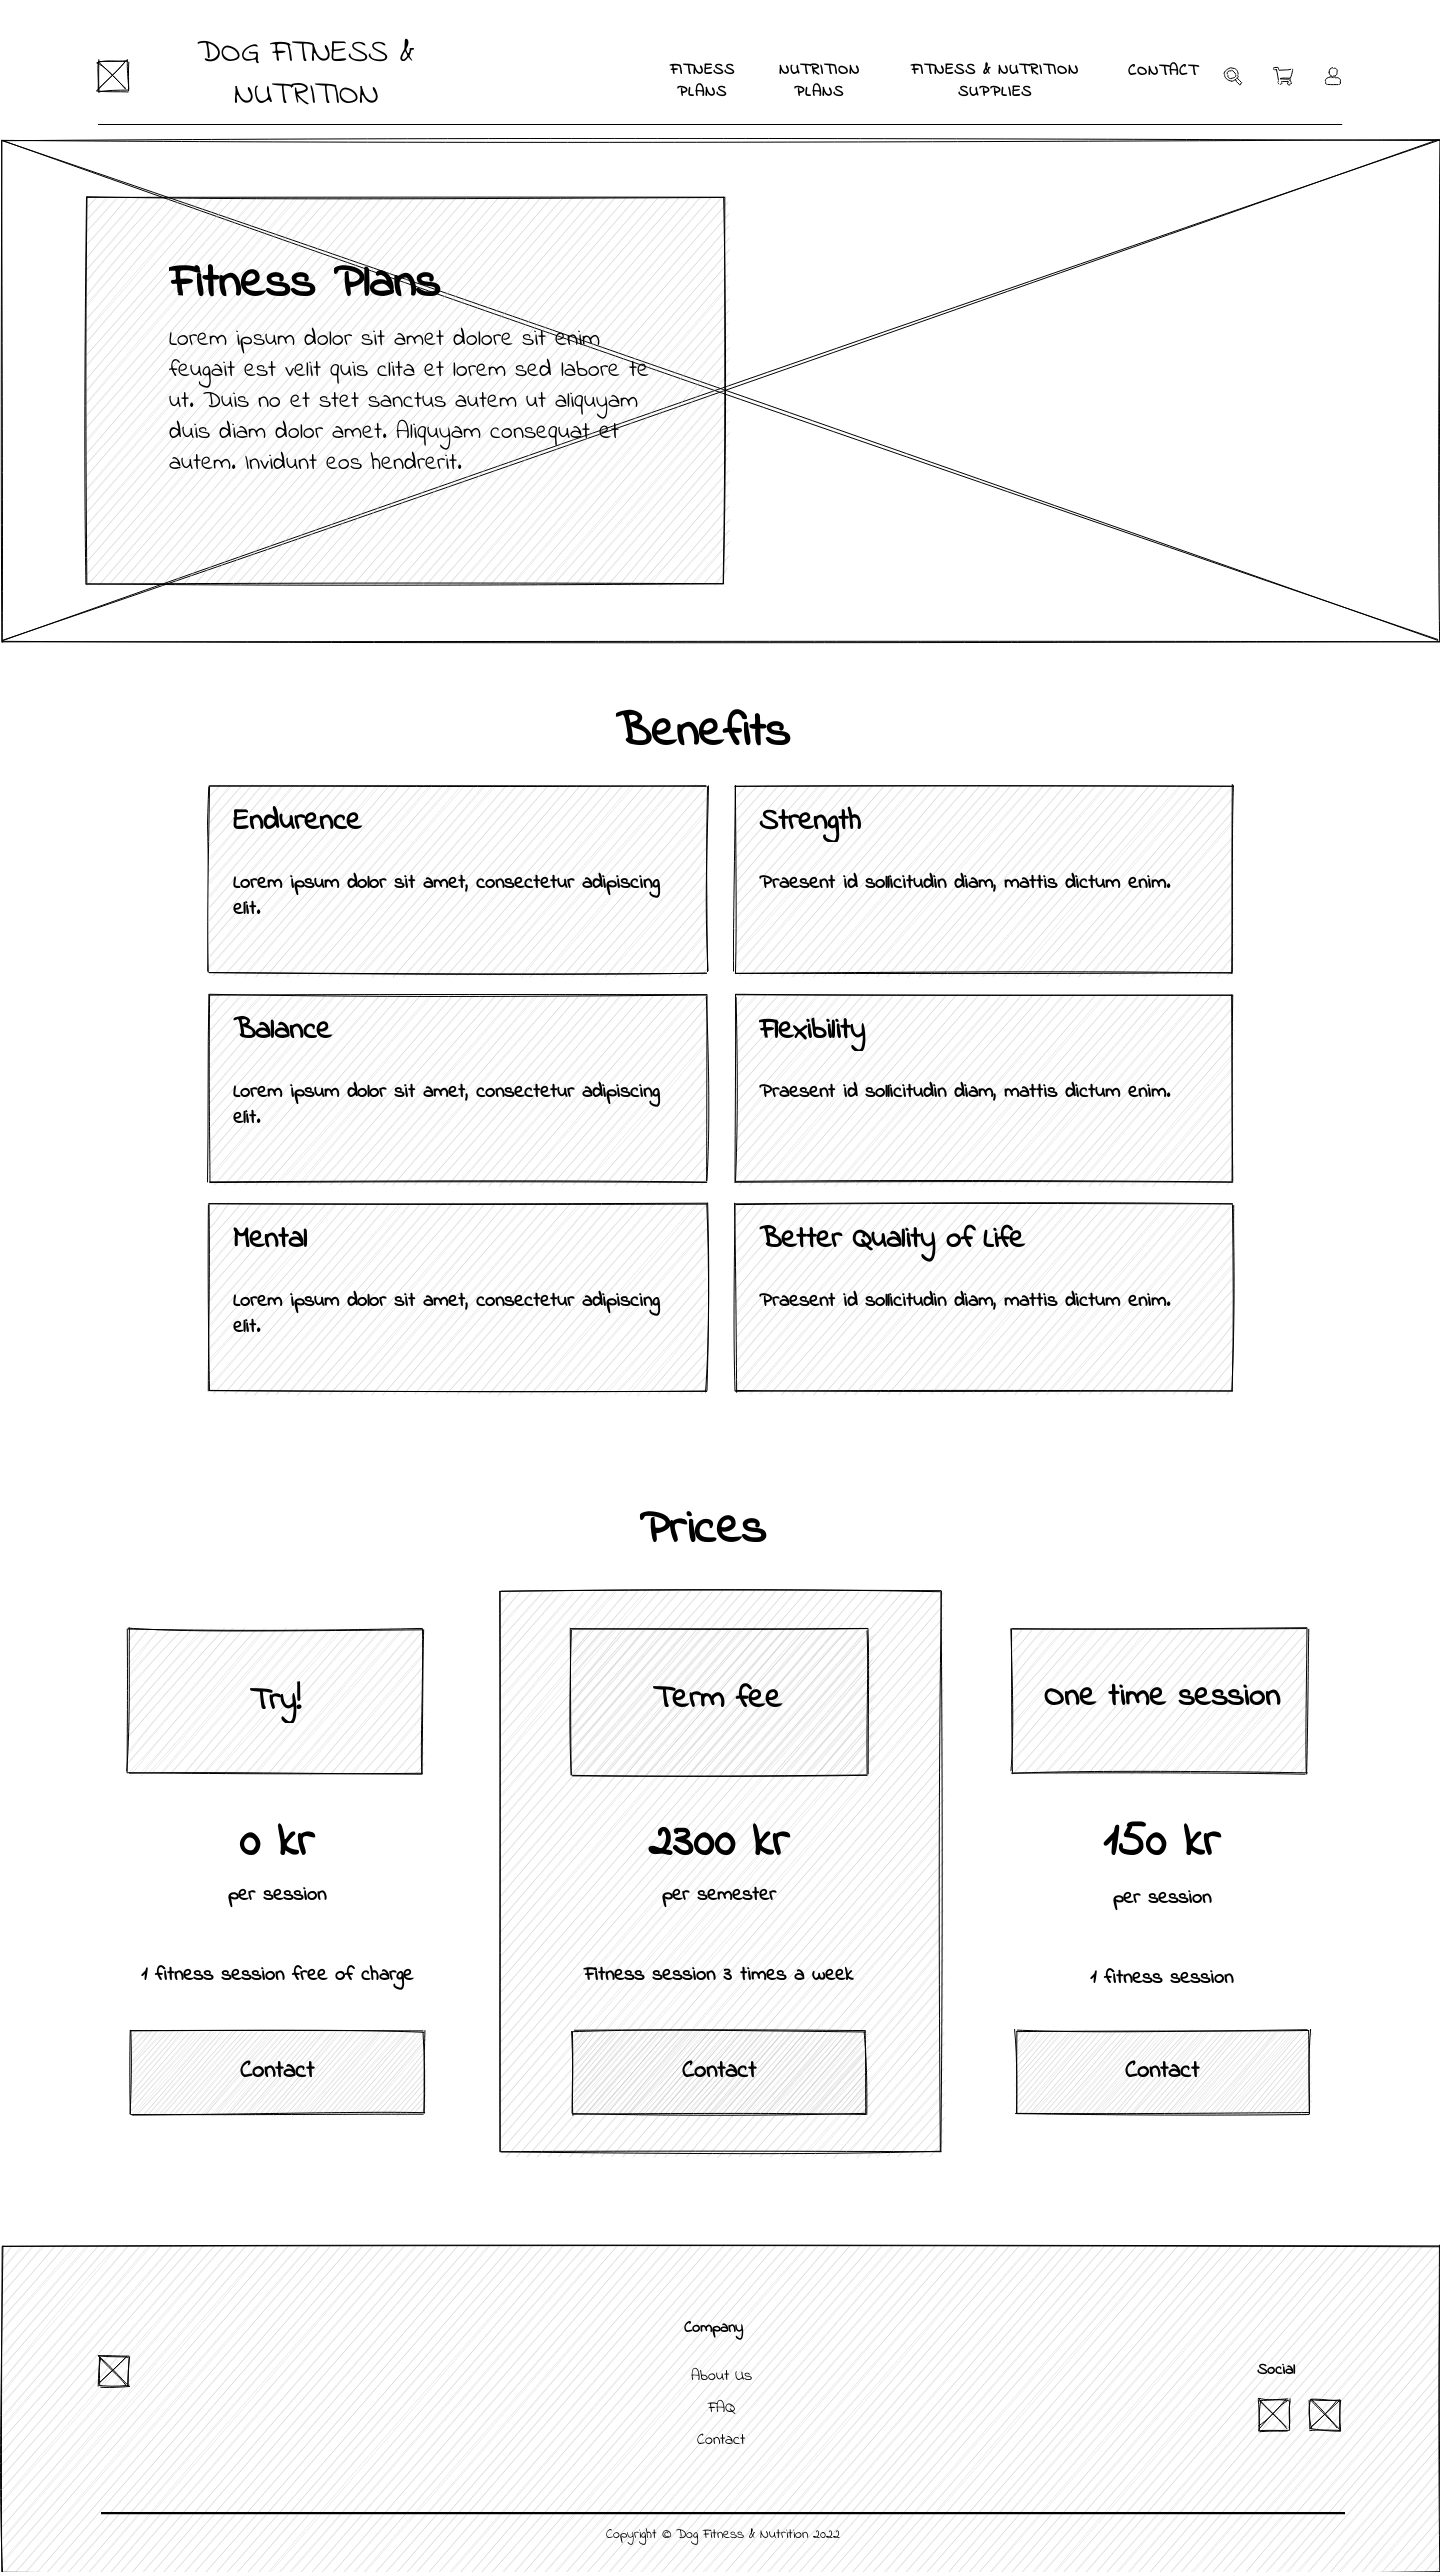 DOG FITNESS &
NUTRITION
FITNESS
PLANS
NUTRITION
PLANS
FITNESS & NUTRITION
SUPPLIES
CONTACT
Fitness Plans
Lorem ipsum dolor sit amet dolore sit enim
feugait est velit quis clita et lorem sed labore te
ut. Duis no et stet sanctus autem ut aliquyam
duis diam dolor amet. Aliquyam consequat et
autem. Invidunt eos hendrerit.
Benefits
Endurence
Lorem ipsum dolor sit amet, consectetur adipiscing
elit.
Strength
Praesent id sollicitudin diam, mattis dictum enim.
Balance
Lorem ipsum dolor sit amet, consectetur adipiscing
elit.
Flexibility
Praesent id sollicitudin diam, mattis dictum enim.
Mental
Lorem ipsum dolor sit amet, consectetur adipiscing
elit.
Better Quality of Life
Praesent id sollicitudin diam, mattis dictum enim.
Prices
Try!
0 kr
per session
1 fitness session free of charge
Contact
Term fee
2300 kr
per semester
Fitness session 3 times a week
Contact
One time session
150 kr
per session
1 fitness session
Contact
Company
About Us
FAQ
Contact
Social
Copyright © Dog Fitness & Nutrition 2022